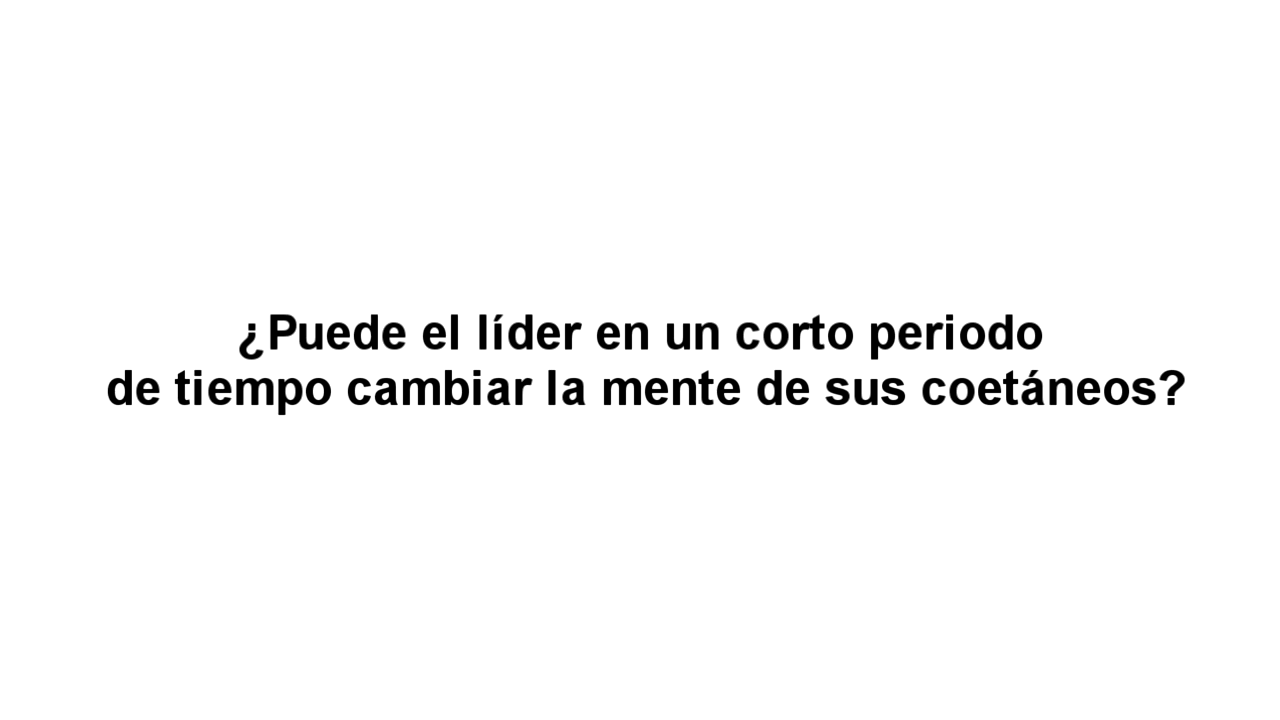 ¿Puede el líder en un corto periodo
de tiempo cambiar la mente de sus coetáneos?